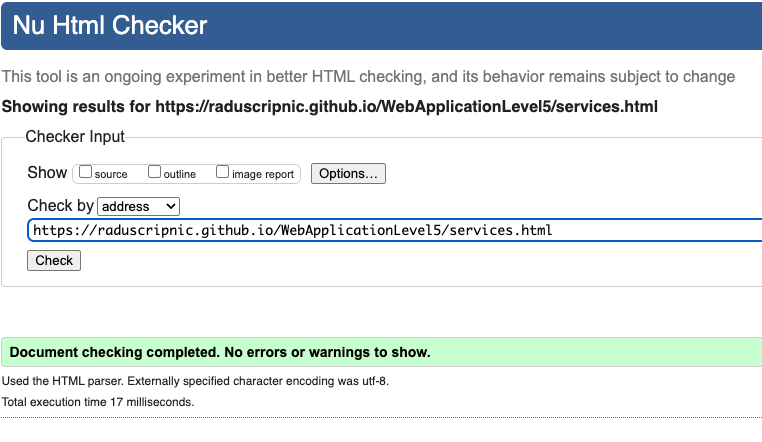 Nu Html Checker
This tool is an ongoing experiment in better HTML checking, and its behavior remains subject to change
Showing results for https://raduscripnic.github.io/WebApplicationLevel5/services.html
Checker Input
Show source outline image report Options...
Check by address
https://raduscripnic.github.io/WebApplicationLevel5/services.html
Check
Document checking completed. No errors or warnings to show.
Used the HTML parser. Externally specified character encoding was utf-8.
Total execution time 17 milliseconds.